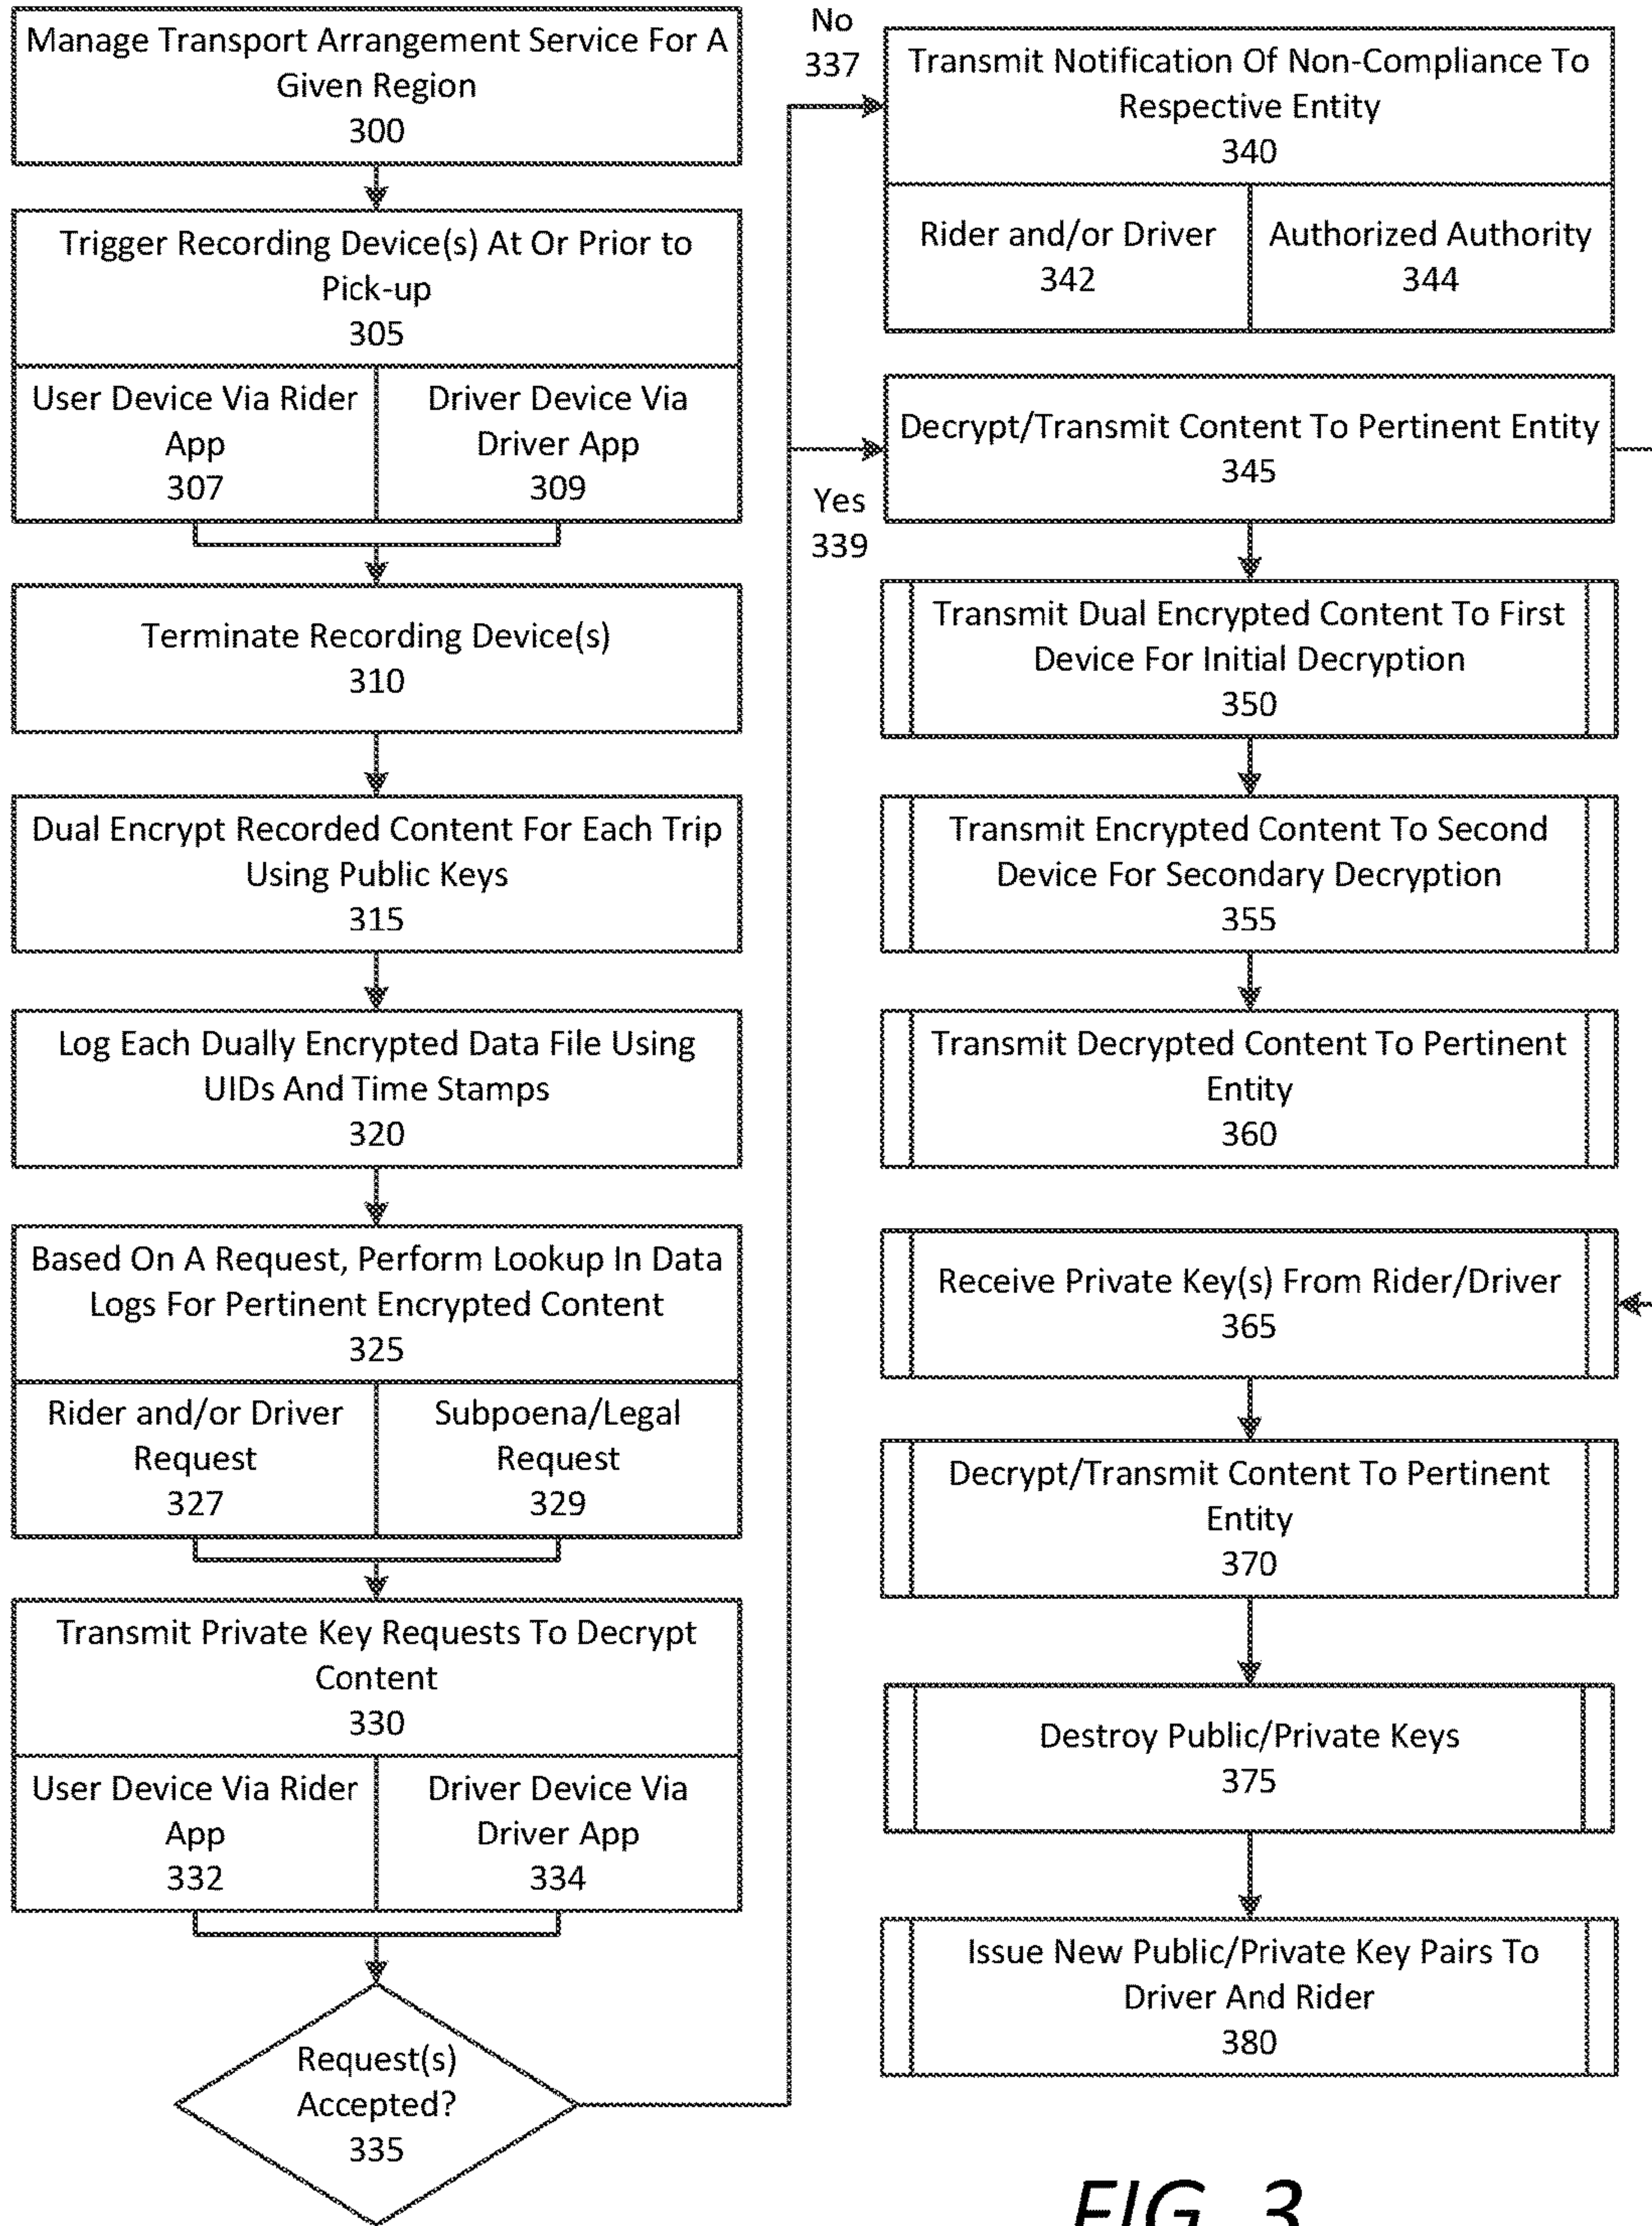 Manage Transport Arrangement Service For A
Given Region
300
Trigger Recording Device(s) At Or Prior to
Pick-up
305
User Device Via Rider
App
307
Driver Device Via
Driver App
309
Terminate Recording Device(s)
310
Dual Encrypt Recorded Content For Each Trip
Using Public Keys
315
Log Each Dually Encrypted Data File Using
UIDs And Time Stamps
320
Based On A Request, Perform Lookup In Data
Logs For Pertinent Encrypted Content
325
Rider and/or Driver
Request
327
Subpoena/Legal
Request
329
Transmit Private Key Requests To Decrypt
Content
330
User Device Via Rider
App
332
Driver Device Via
Driver App
334
Request(s)
Accepted?
335
No
337
Transmit Notification Of Non-Compliance To
Respective Entity
340
Rider and/or Driver
342
Authorized Authority
344
Yes
339
Decrypt/Transmit Content To Pertinent Entity
345
Transmit Dual Encrypted Content To First
Device For Initial Decryption
350
Transmit Encrypted Content To Second
Device For Secondary Decryption
355
Transmit Decrypted Content To Pertinent
Entity
360
Receive Private Key(s) From Rider/Driver
365
Decrypt/Transmit Content To Pertinent
Entity
370
Destroy Public/Private Keys
375
Issue New Public/Private Key Pairs To
Driver And Rider
380
FIG. 3